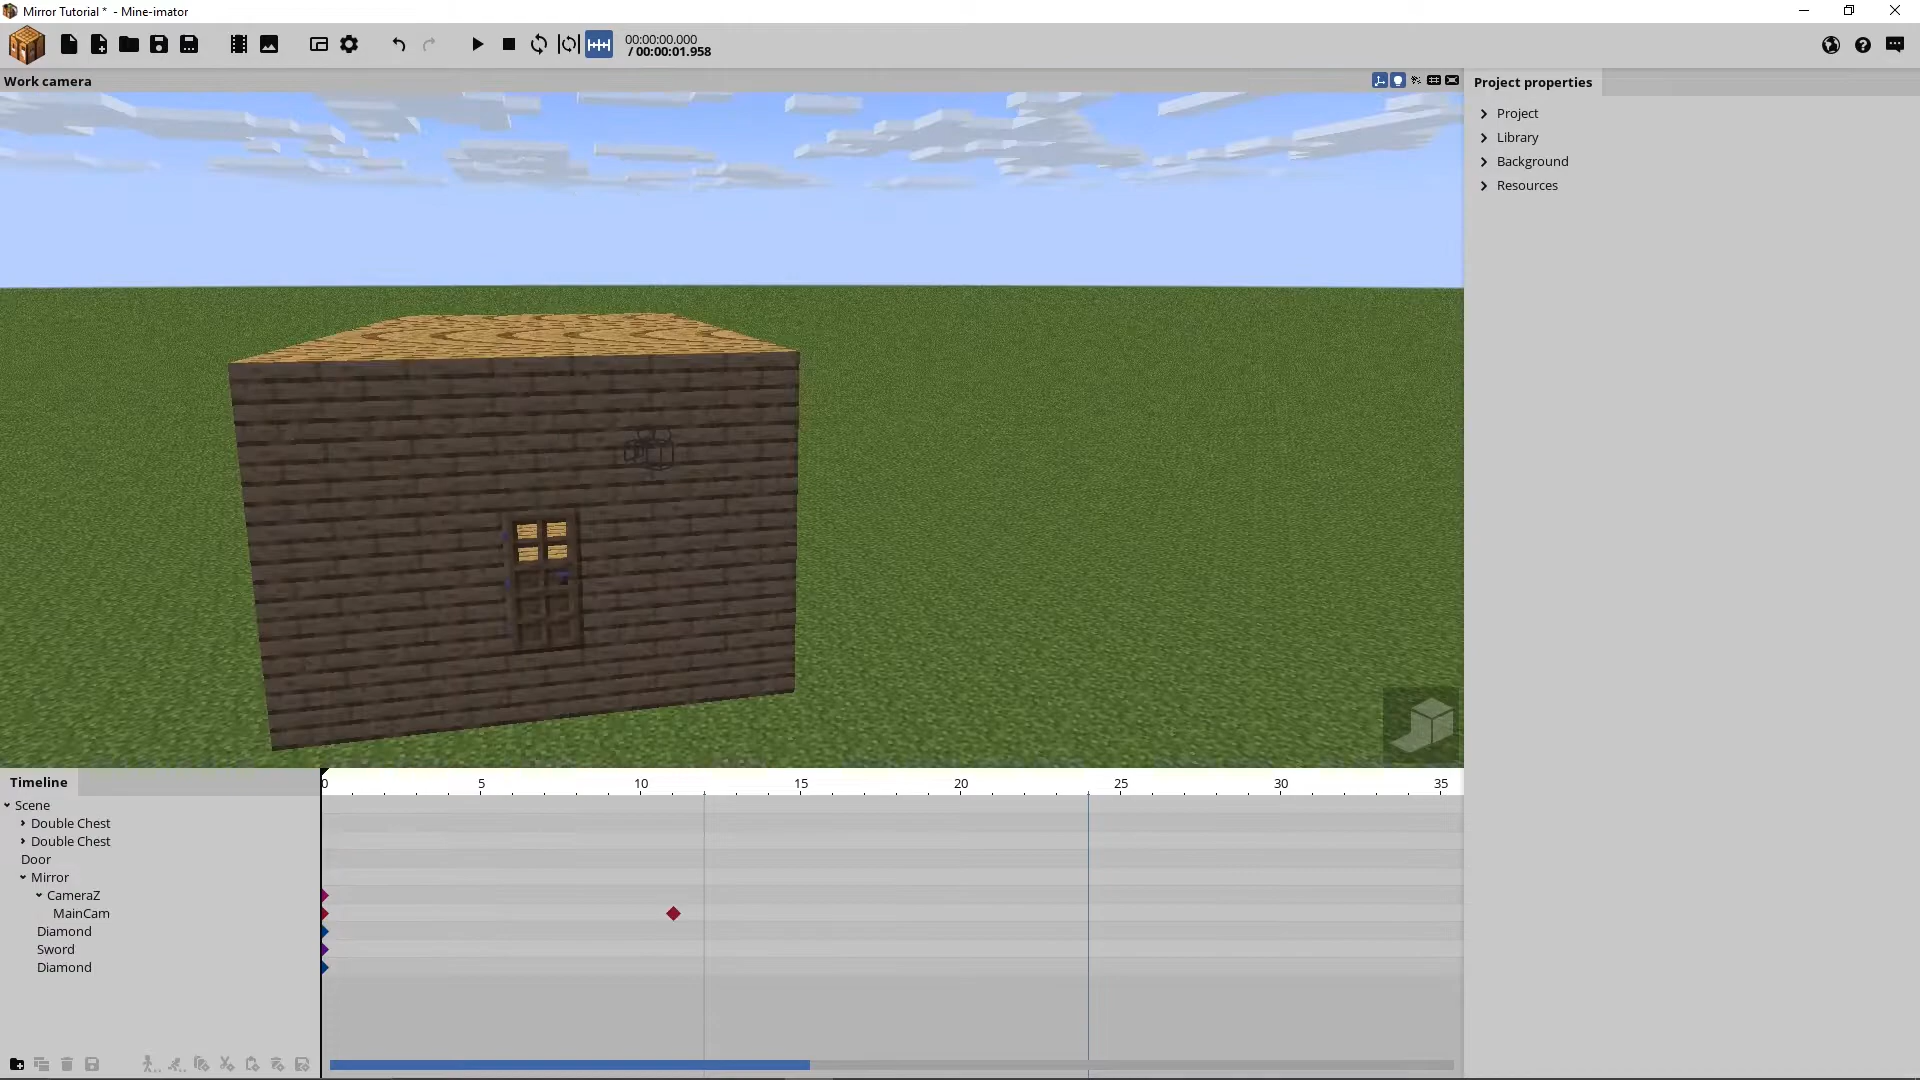 Mirror Tutorial * - Mine-imator
00:00:00.000
/ 00:00:01.958
Work camera
Project properties
Project
Library
Background
Resources
Timeline
0 5 10 15 20 25 30 35
Scene
Double Chest
Double Chest
Door
Mirror
CameraZ
MainCam
Diamond
Sword
Diamond